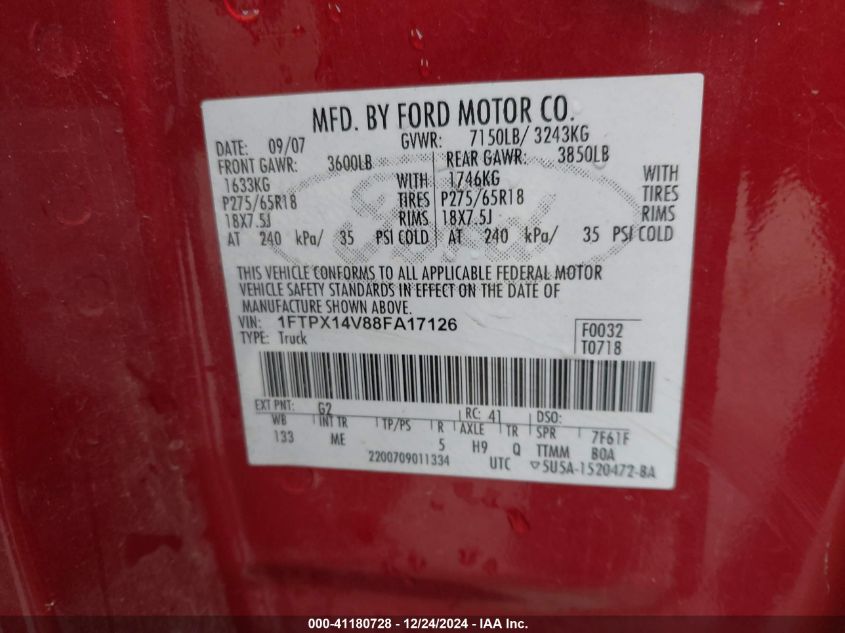 MFD. BY FORD MOTOR CO.
DATE: 09/07 GVWR: 7150LB/ 3243KG
FRONT GAWR: 3600LB REAR GAWR: 3850LB
1633KG WITH 1746KG WITH
P275/65R18 TIRES P275/65R18 TIRES
18X7.5J RIMS 18X7.5J RIMS
AT 240 kPa/ 35 PSI COLD AT 240 kPa/ 35 PSI COLD
THIS VEHICLE CONFORMS TO ALL APPLICABLE FEDERAL MOTOR
VEHICLE SAFETY STANDARDS IN EFFECT ON THE DATE OF
MANUFACTURE SHOWN ABOVE.
VIN: 1FTPX14V88FA17126 F0032
TYPE: Truck T0718
EXT PNT: G2 RC: 41 DSO:
WB INT TR TP/PS R AXLE TR SPR 7F61F
133 ME 5 H9 Q TTMM BOA
2200709011334 UTC ▽5U5A-1520472-BA
Ford
000-41180728 - 12/24/2024 - IAA Inc.